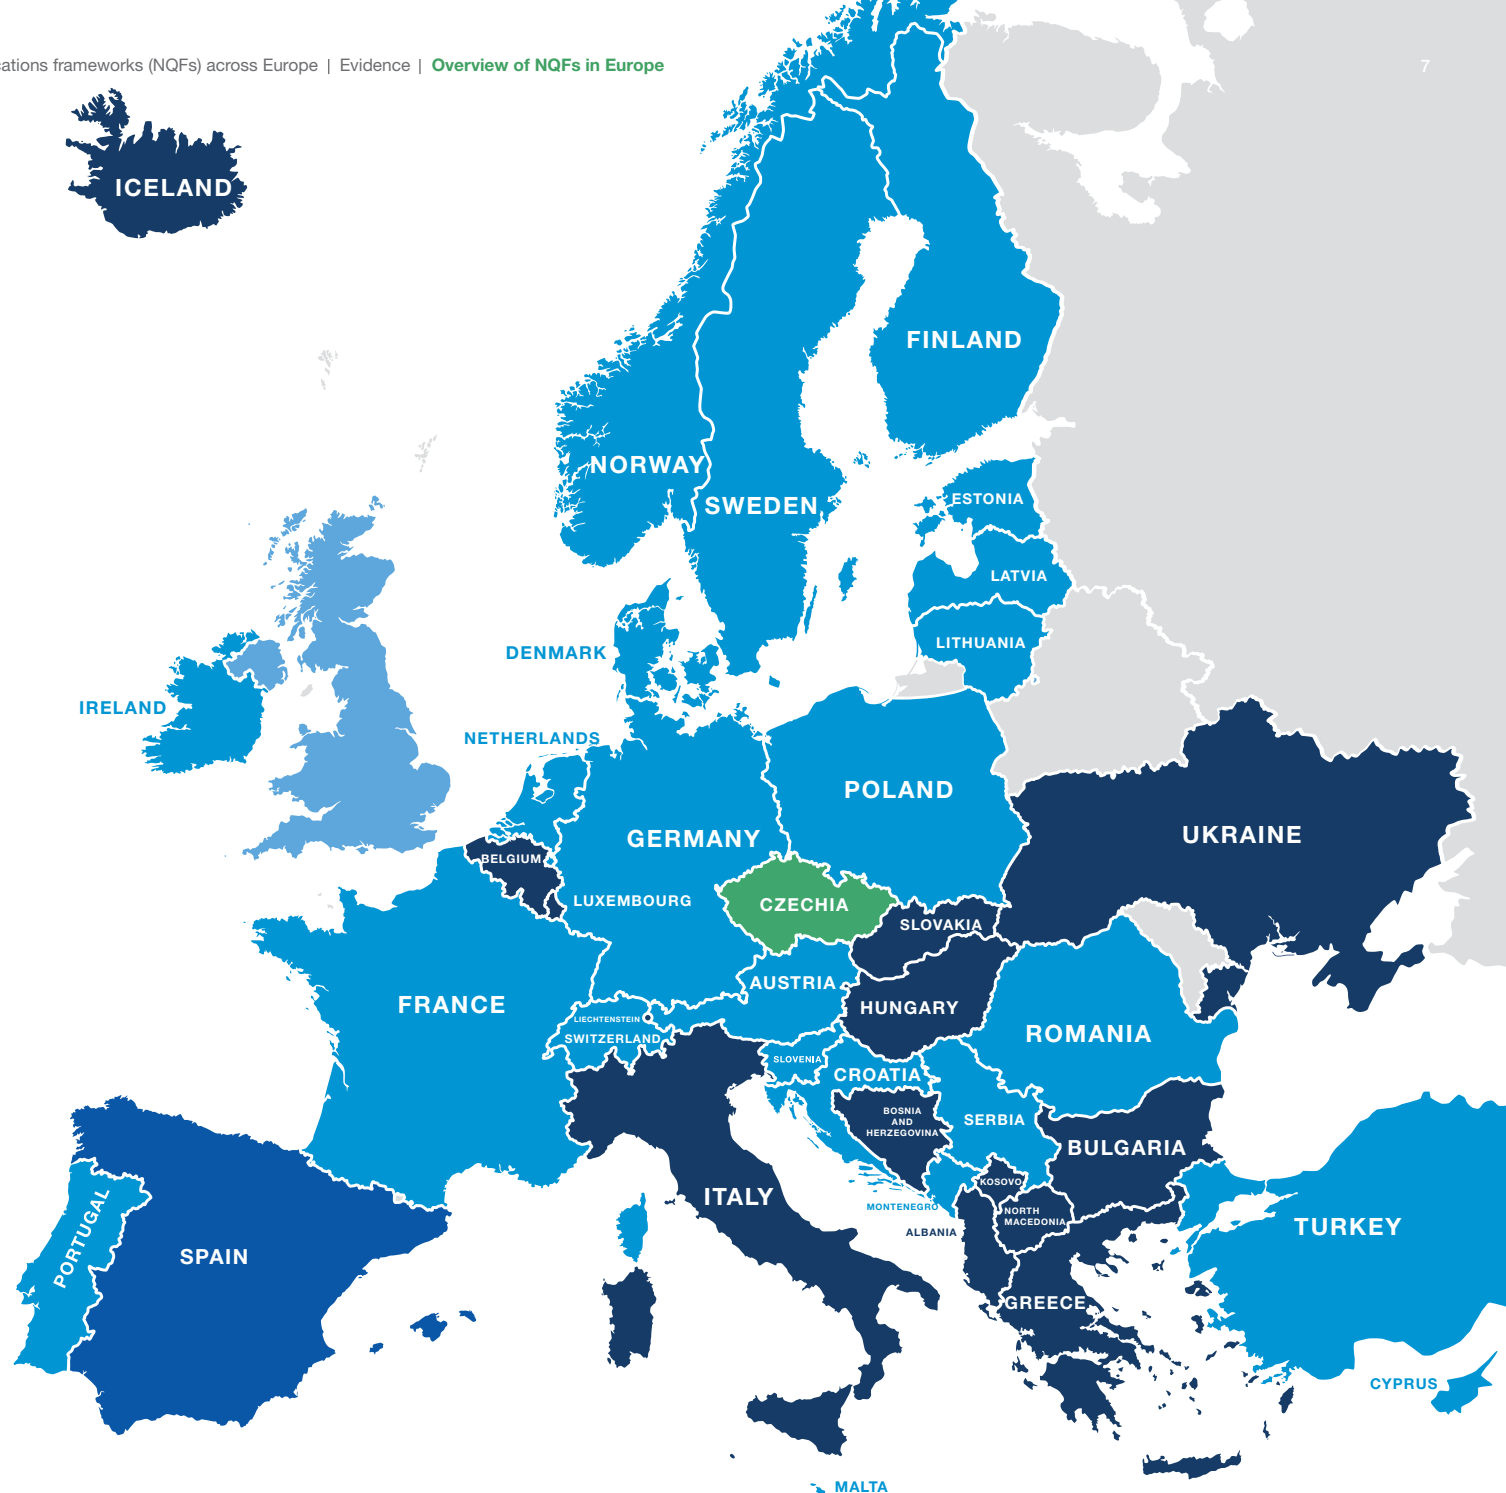 ations frameworks (NQFs) across Europe | Evidence | Overview of NQFs in Europe
7
ICELAND
FINLAND
NORWAY
SWEDEN
ESTONIA
LATVIA
LITHUANIA
DENMARK
IRELAND
NETHERLANDS
POLAND
GERMANY
UKRAINE
BELGIUM
LUXEMBOURG
CZECHIA
SLOVAKIA
AUSTRIA
FRANCE
HUNGARY
LIECHTENSTEIN
SWITZERLAND
ROMANIA
SLOVENIA
CROATIA
BOSNIA
AND
HERZEGOVINA
SERBIA
BULGARIA
KOSOVO
ITALY
MONTENEGRO
NORTH
MACEDONIA
ALBANIA
TURKEY
PORTUGAL
SPAIN
GREECE
CYPRUS
MALTA